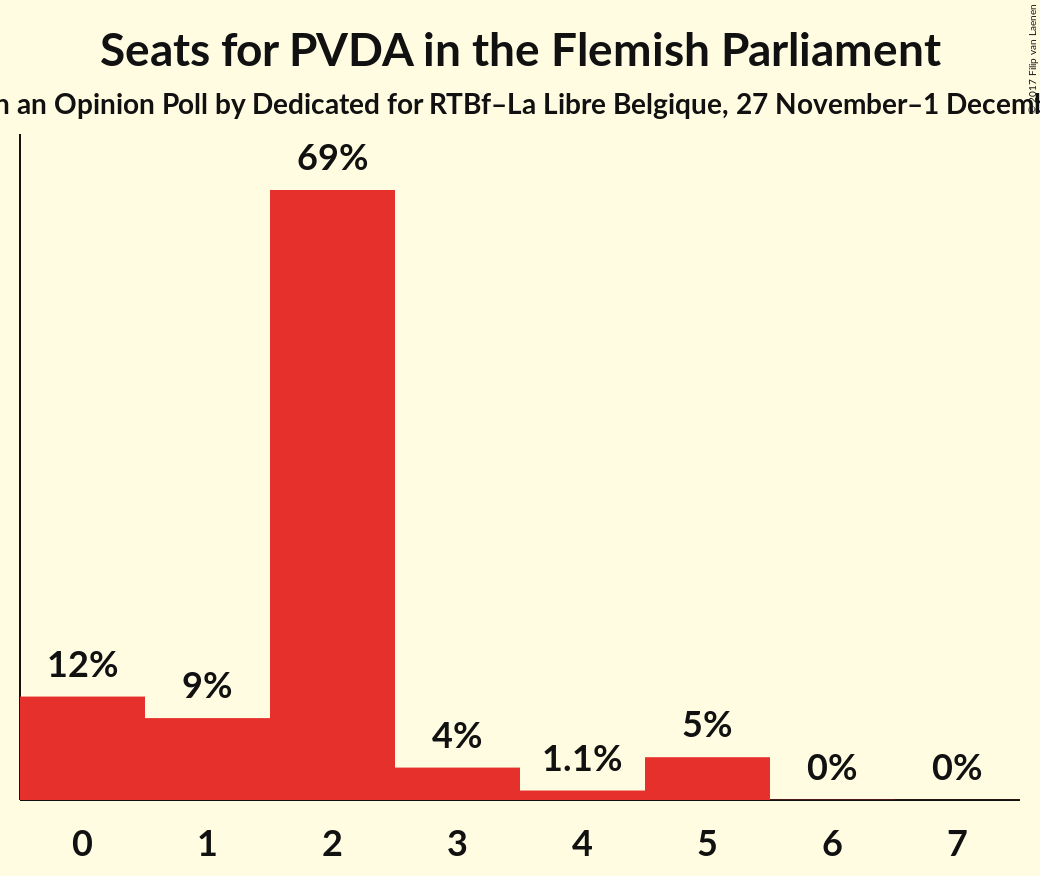 Seats for PVDA in the Flemish Parliament
an Opinion Poll by Dedicated for RTBf–La Libre Belgique, 27 November–1
© 2017 Filip van Laenen
69%
12%
9%
4%
1.1%
5%
0%
0%
0 1 2 3 4 5 6 7